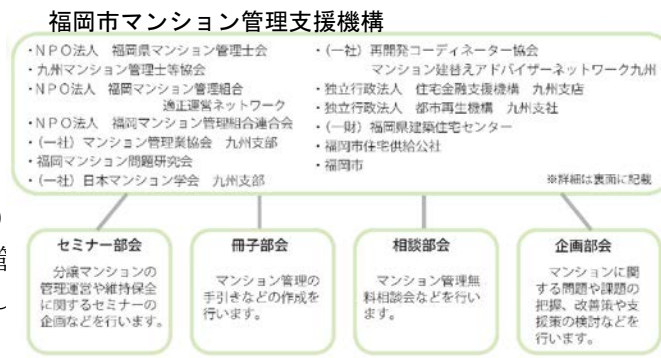 福岡市マンション管理支援機構
・NPO法人 福岡県マンション管理士会
・九州マンション管理士等協会
・NPO法人 福岡マンション管理組合
適正運営ネットワーク
・NPO法人 福岡マンション管理組合連合会
・(一社) マンション管理業協会 九州支部
・福岡マンション問題研究会
・(一社) 日本マンション学会 九州支部
・(一社) 再開発コーディネーター協会
マンション建替えアドバイザーネットワーク九州
・独立行政法人 住宅金融支援機構 九州支店
・独立行政法人 都市再生機構 九州支社
・(一財) 福岡県建築住宅センター
・福岡市住宅供給公社
・福岡市
※詳細は裏面に記載
セミナー部会
分譲マンションの
管理運営や維持保全
に関するセミナーの
企画などを行います。
冊子部会
マンション管理の
手引きなどの作成を
行います。
相談部会
マンション管理無
料相談会などを行い
ます。
企画部会
マンションに関
する問題や課題の
把握、改善策や支
援策の検討などを
行います。